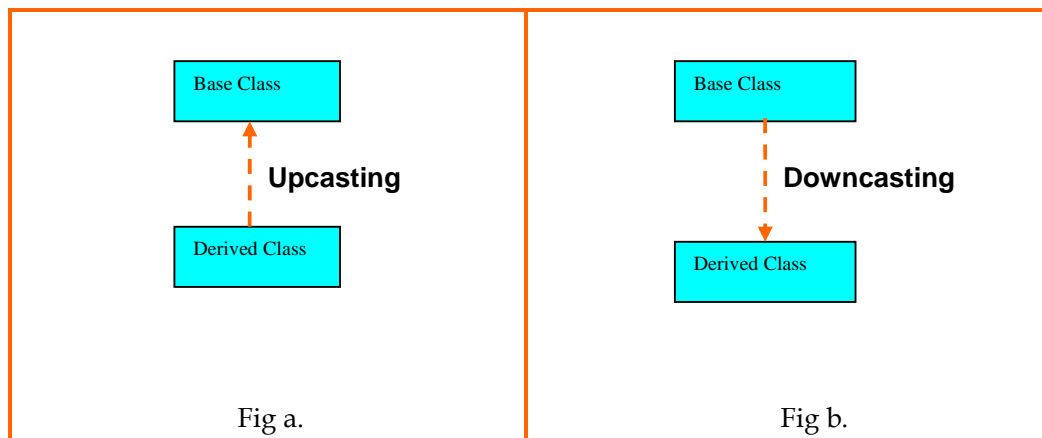 Base Class
Upcasting
Derived Class
Fig a.
Base Class
Downcasting
Derived Class
Fig b.